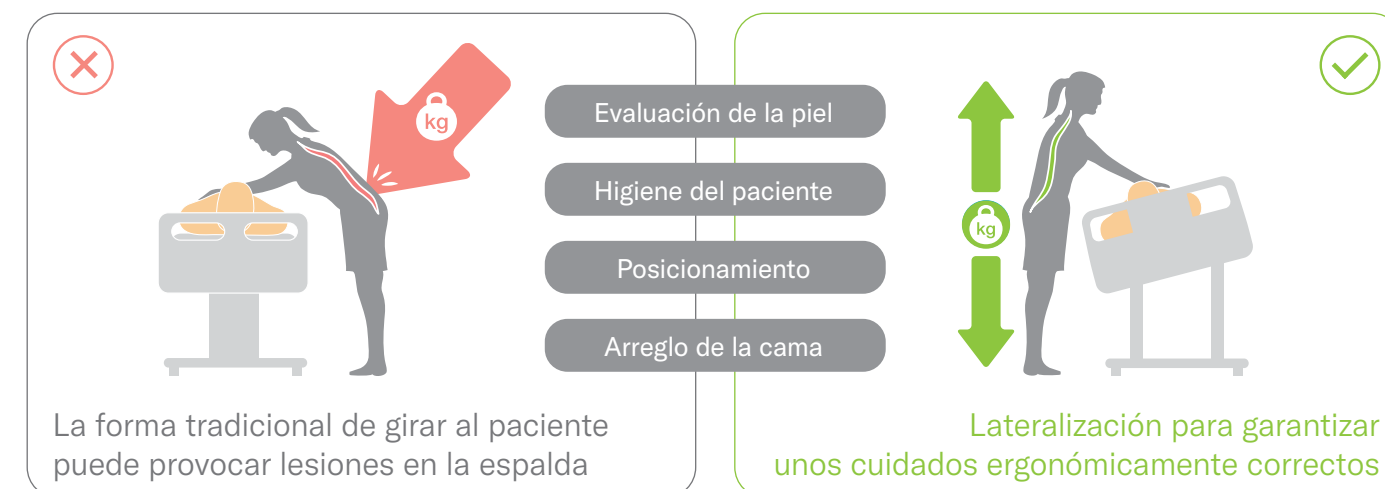 kg
Evaluación de la piel
Higiene del paciente
Posicionamiento
Arreglo de la cama
kg
La forma tradicional de girar al paciente
puede provocar lesiones en la espalda
Lateralización para garantizar
unos cuidados ergonómicamente correctos